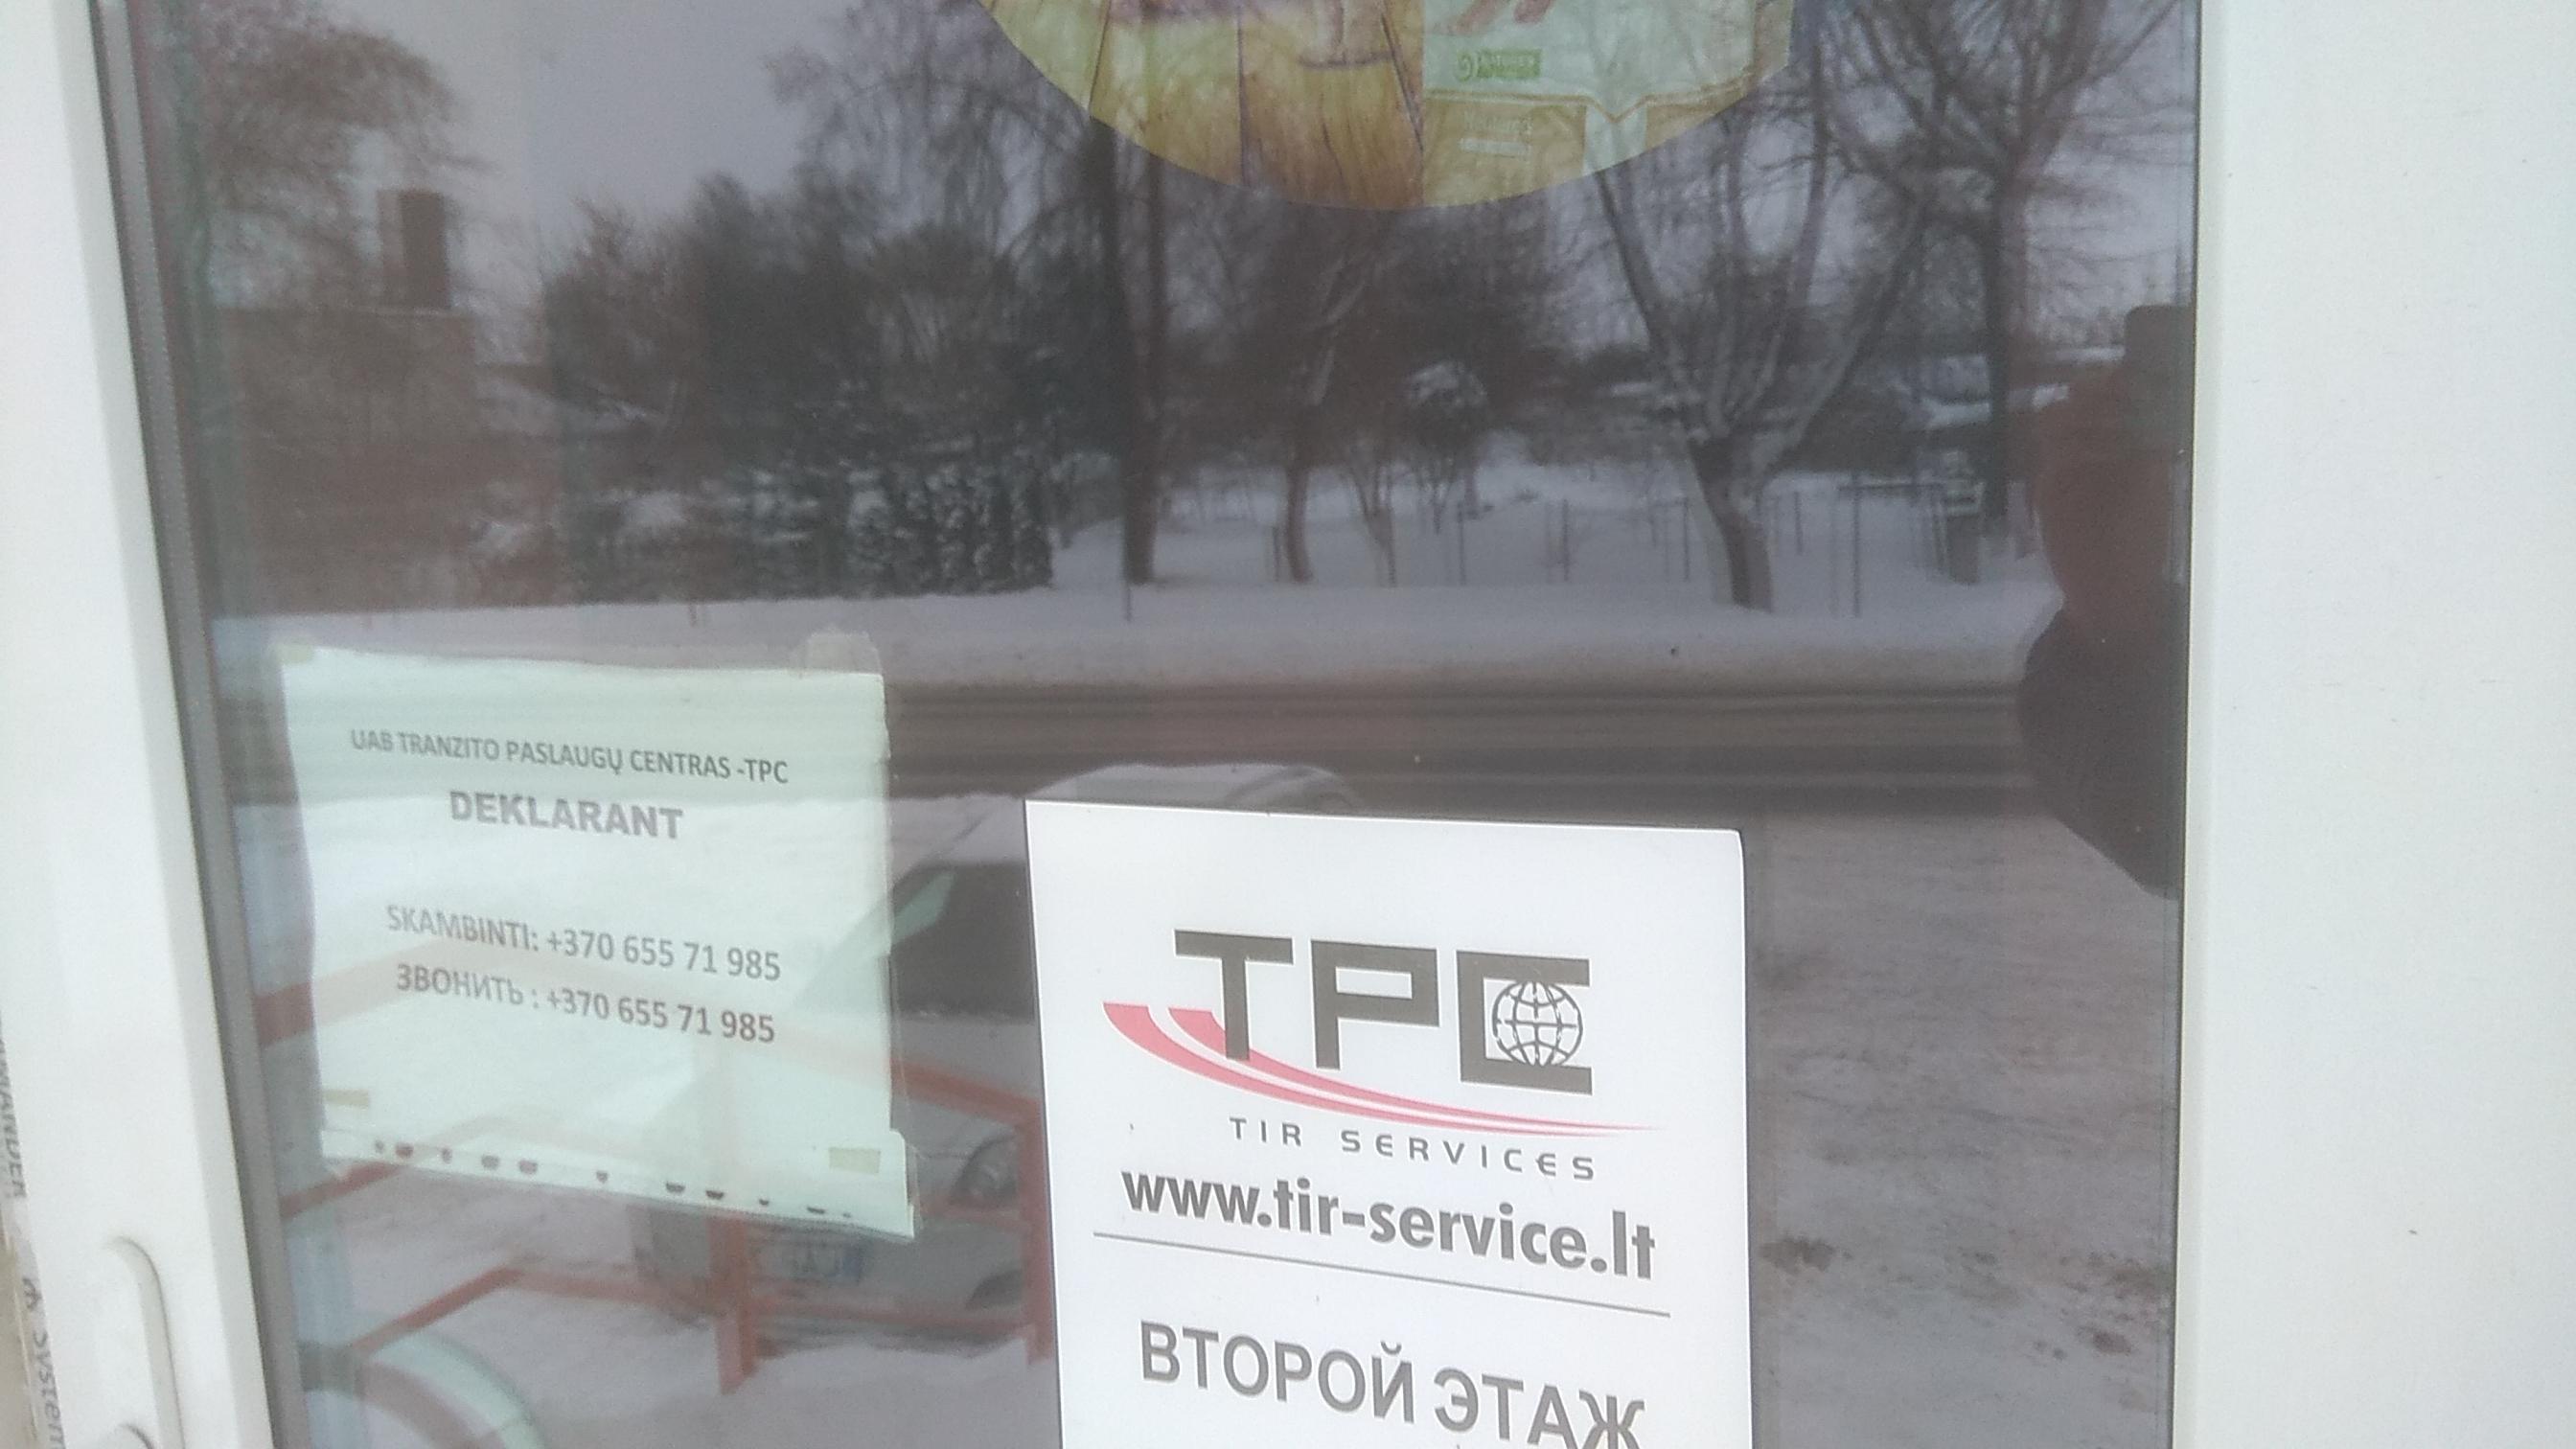 UAB TRANZITO PASLAUGŲ CENTRAS -TPC
DEKLARANT
SKAMBINTI: +370 655 71 985
ЗВОНИТЬ : +370 655 71 985
TPC
TIR SERVICES
www.tir-service.lt
ВТОРОЙ ЭТАЖ
System